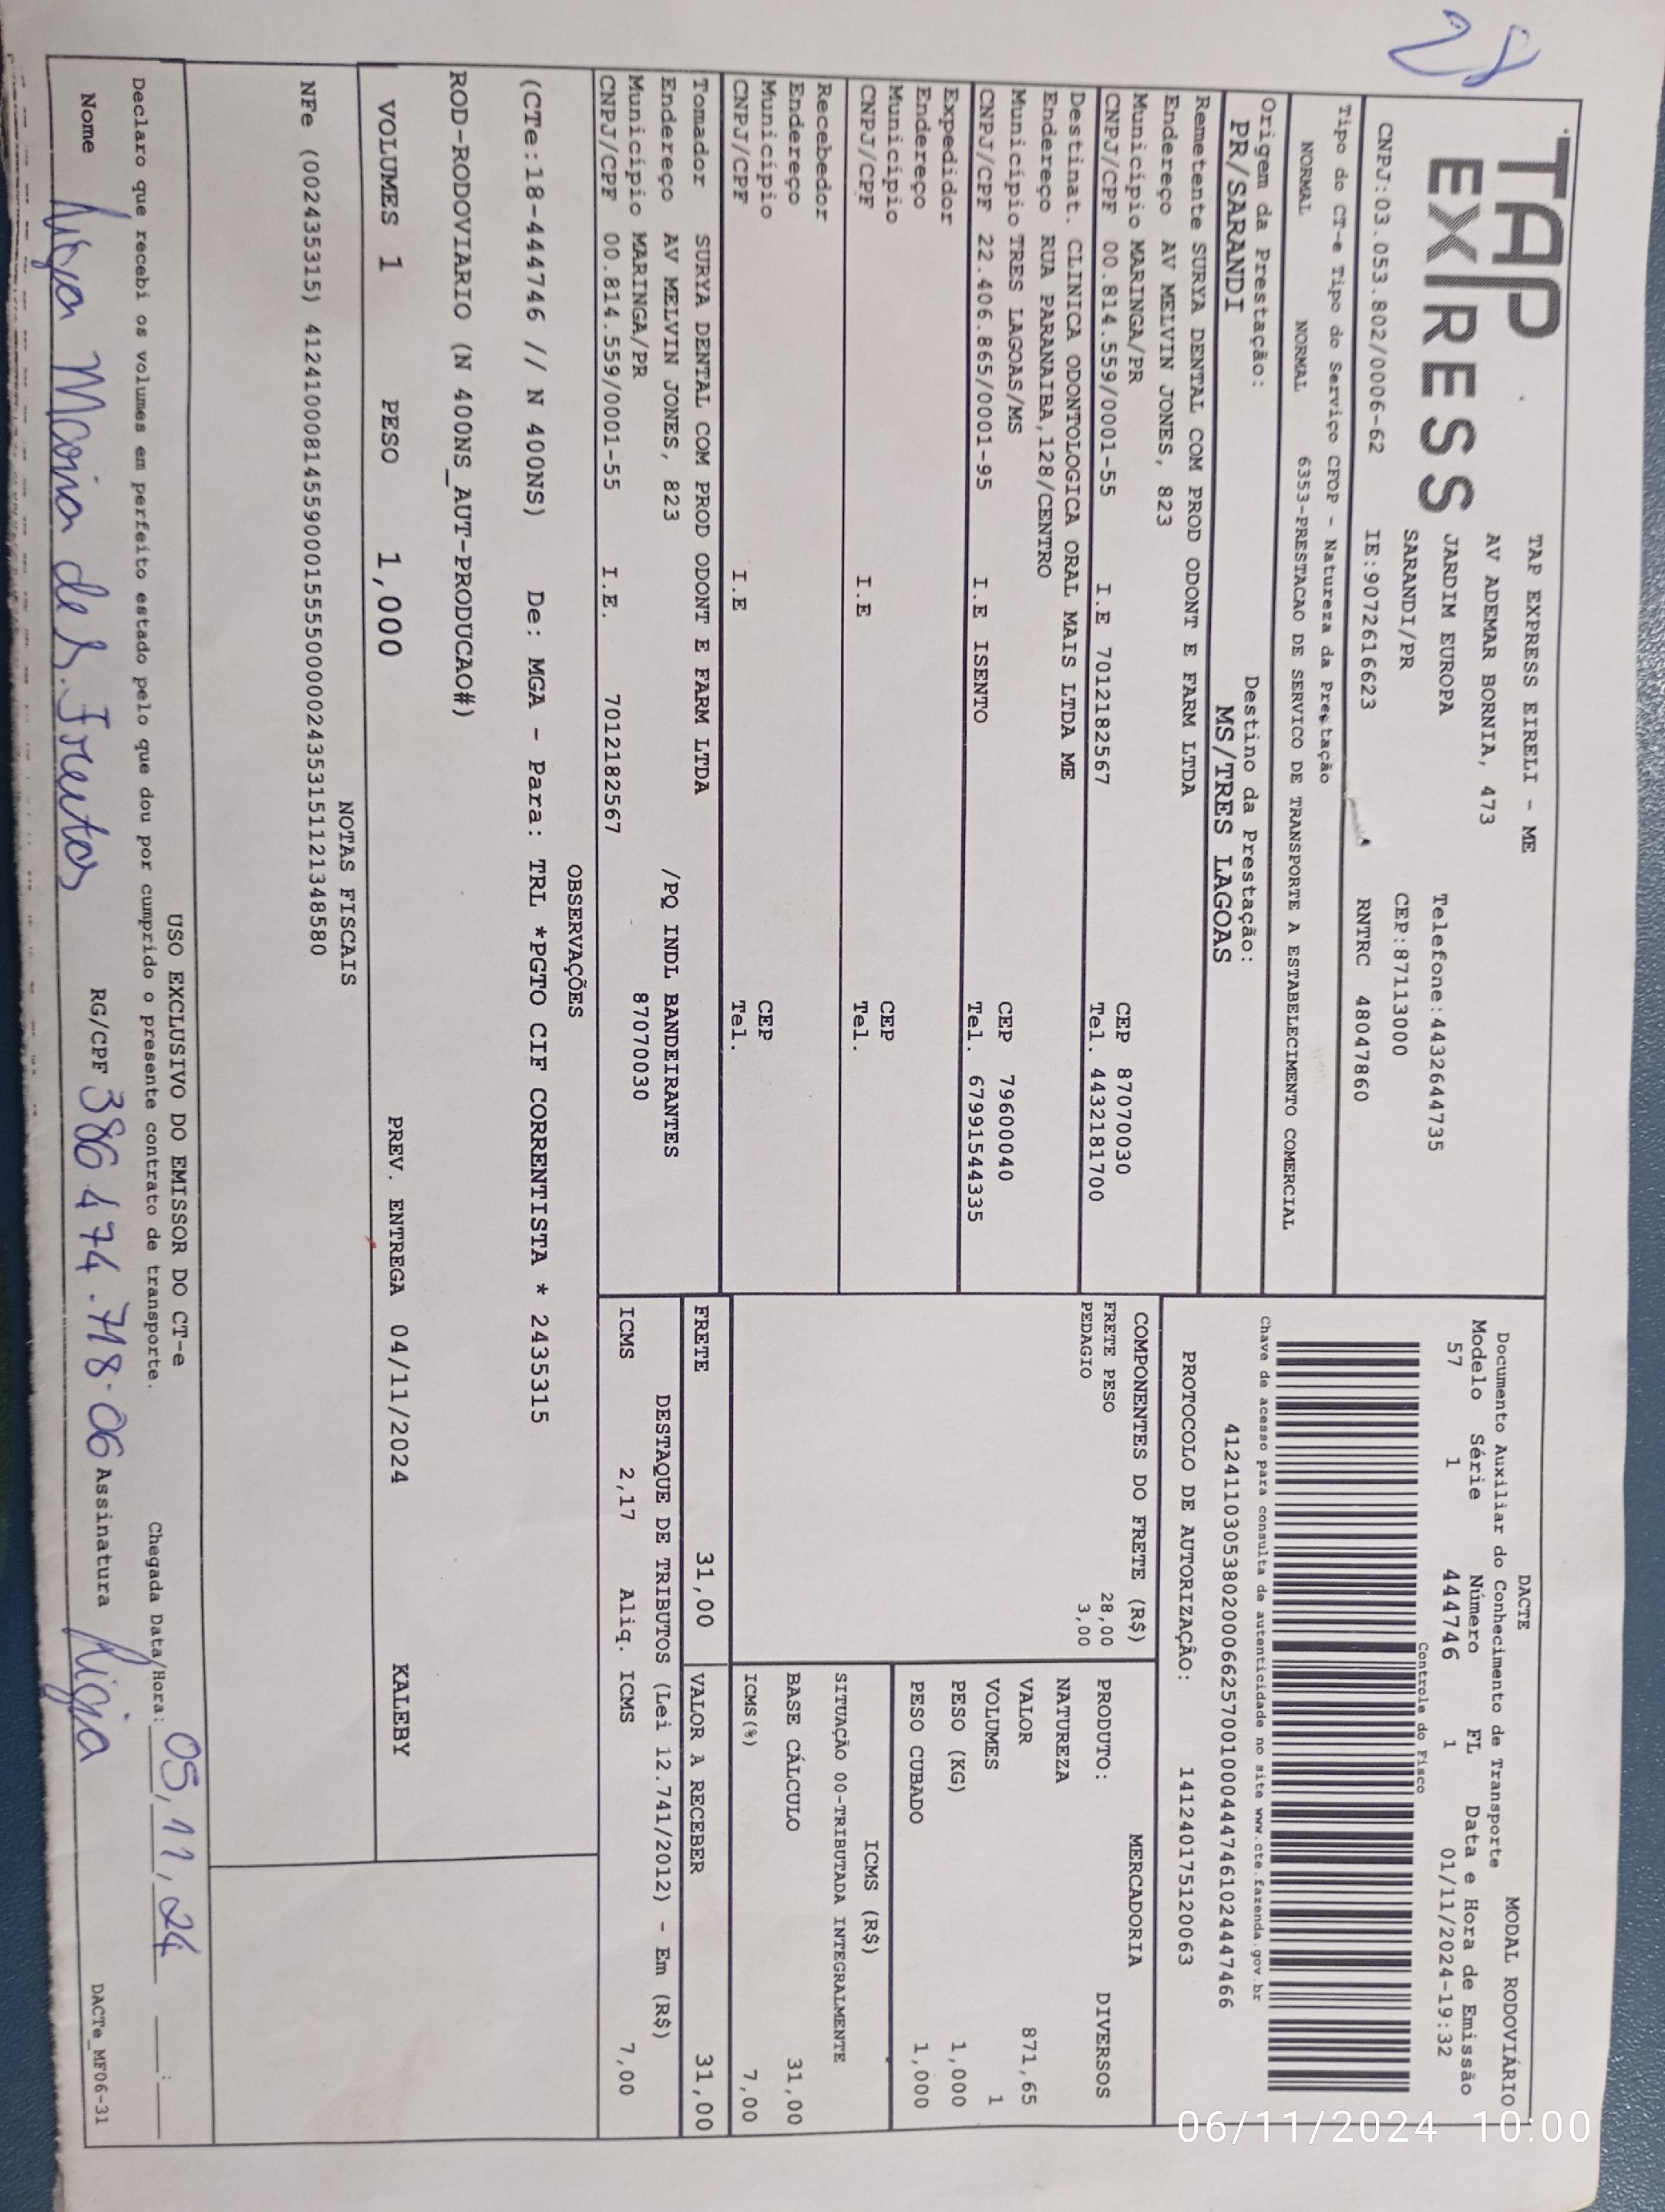 28
TAP EXPRESS
TAP EXPRESS EIRELI - ME
AV ADEMAR BORNIA, 473
JARDIM EUROPA
Telefone:4432644735
SARANDI/PR
CEP:87113000
CNPJ:03.053.802/0006-62
IE:9072616623
RNTRC 48047860
DACTE
MODAL RODOVIÁRIO
Documento Auxiliar do Conhecimento de Transporte
Modelo Série Número FL Data e Hora de Emissão
57 1 444746 1 01/11/2024-19:32
Controle do Fisco
Tipo do CT-e Tipo do Serviço CFOP - Natureza da Prestação
NORMAL NORMAL 6353-PRESTACAO DE SERVICO DE TRANSPORTE A ESTABELECIMENTO COMERCIAL
Chave de acesso para consulta de autenticidade no site www.cte.fazenda.gov.br
41241103053802000662570010004447461024447466
Origem da Prestação:
PR/SARANDI
Destino da Prestação:
MS/TRES LAGOAS
PROTOCOLO DE AUTORIZAÇÃO: 141240175120063
Remetente SURYA DENTAL COM PROD ODONT E FARM LTDA
Endereço AV MELVIN JONES, 823
Município MARINGA/PR CEP 87070030
CNPJ/CPF 00.814.559/0001-55 I.E 7012182567 Tel. 4432181700
Destinat. CLINICA ODONTOLOGICA ORAL MAIS LTDA ME
Endereço RUA PARANAIBA,128/CENTRO
Município TRES LAGOAS/MS CEP 79600040
CNPJ/CPF 22.406.865/0001-95 I.E ISENTO Tel. 67991544335
Expedidor
Endereço
Município CEP
CNPJ/CPF I.E Tel.
Recebedor
Endereço
Município CEP
CNPJ/CPF I.E Tel.
Tomador SURYA DENTAL COM PROD ODONT E FARM LTDA
Endereço AV MELVIN JONES, 823 /PQ INDL BANDEIRANTES
Município MARINGA/PR 87070030
CNPJ/CPF 00.814.559/0001-55 I.E. 7012182567
COMPONENTES DO FRETE (R$)
FRETE PESO 28,00
PEDAGIO 3,00
MERCADORIA
PRODUTO: DIVERSOS
NATUREZA
VALOR 871,65
VOLUMES 1
PESO (KG) 1,000
PESO CUBADO 1,000
ICMS (R$)
SITUAÇÃO 00-TRIBUTADA INTEGRALMENTE
BASE CÁLCULO 31,00
ICMS(%) 7,00
FRETE 31,00 VALOR A RECEBER 31,00
DESTAQUE DE TRIBUTOS (Lei 12.741/2012) - Em (R$)
ICMS 2,17 Aliq. ICMS 7,00
OBSERVAÇÕES
(CTe:18-444746 // N 400NS) De: MGA - Para: TRL *PGTO CIF CORRENTISTA * 2435315
ROD-RODOVIARIO (N 400NS_AUT-PRODUCAO#)
VOLUMES 1 PESO 1,000 PREV. ENTREGA 04/11/2024 KALEBY
NOTAS FISCAIS
NFe (002435315) 41241000814559000155550000024353151121348580
USO EXCLUSIVO DO EMISSOR DO CT-e
Declaro que recebi os volumes em perfeito estado pelo que dou por cumprido o presente contrato de transporte.
Chegada Data/Hora: 05/11/24 __:__
Nome Ligia Maria de S. Freitas RG/CPF 386 474.718.06 Assinatura Ligia
DACTe_MF06-31
06/11/2024 10:00